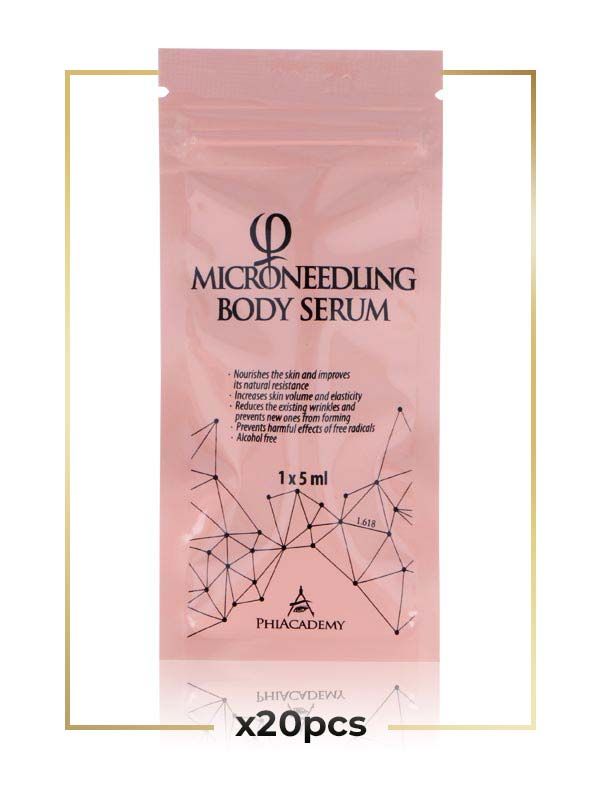 φ
MICRONEEDLING
BODY SERUM
· Nourishes the skin and improves
its natural resistance
· Increases skin volume and elasticity
· Reduces the existing wrinkles and
prevents new ones from forming
· Prevents harmful effects of free radicals
· Alcohol free
1 x 5 ml
1.618
PHIACADEMY
PHIACADEMY
x20pcs